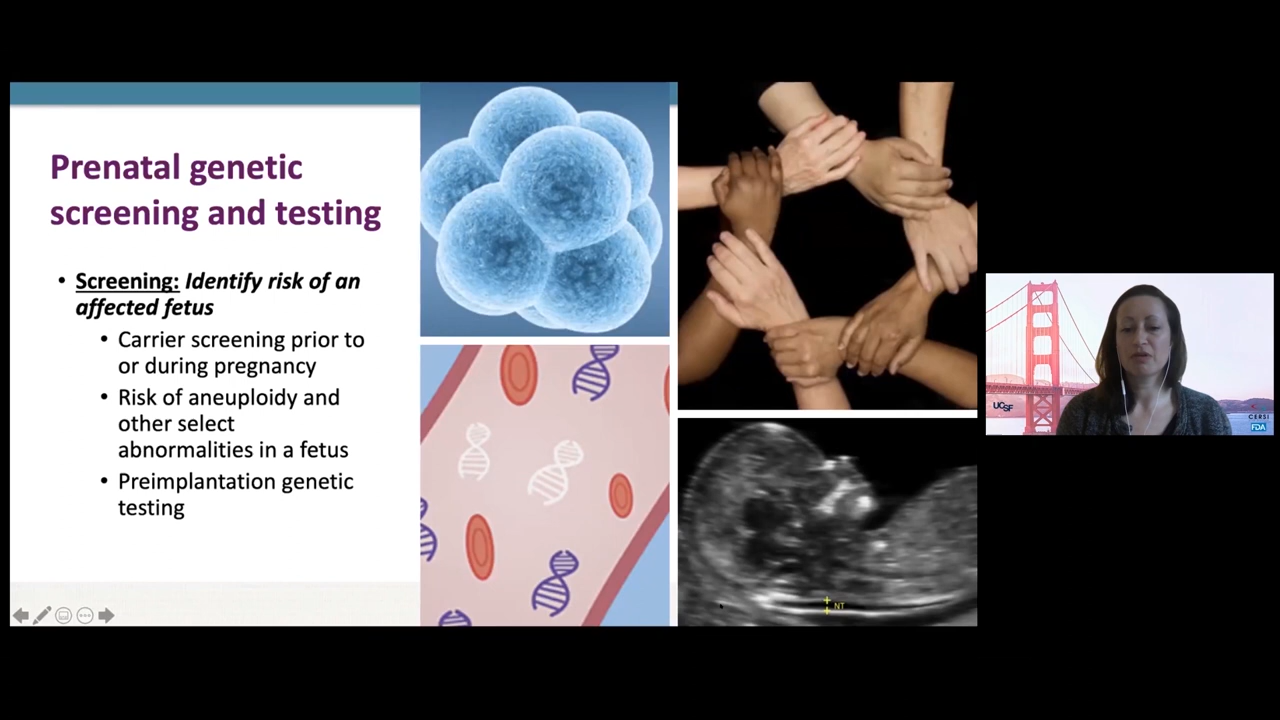 Prenatal genetic
screening and testing
• Screening: Identify risk of an
affected fetus
• Carrier screening prior to
or during pregnancy
• Risk of aneuploidy and
other select
abnormalities in a fetus
• Preimplantation genetic
testing
NT
UCSF
CERSI
FDA